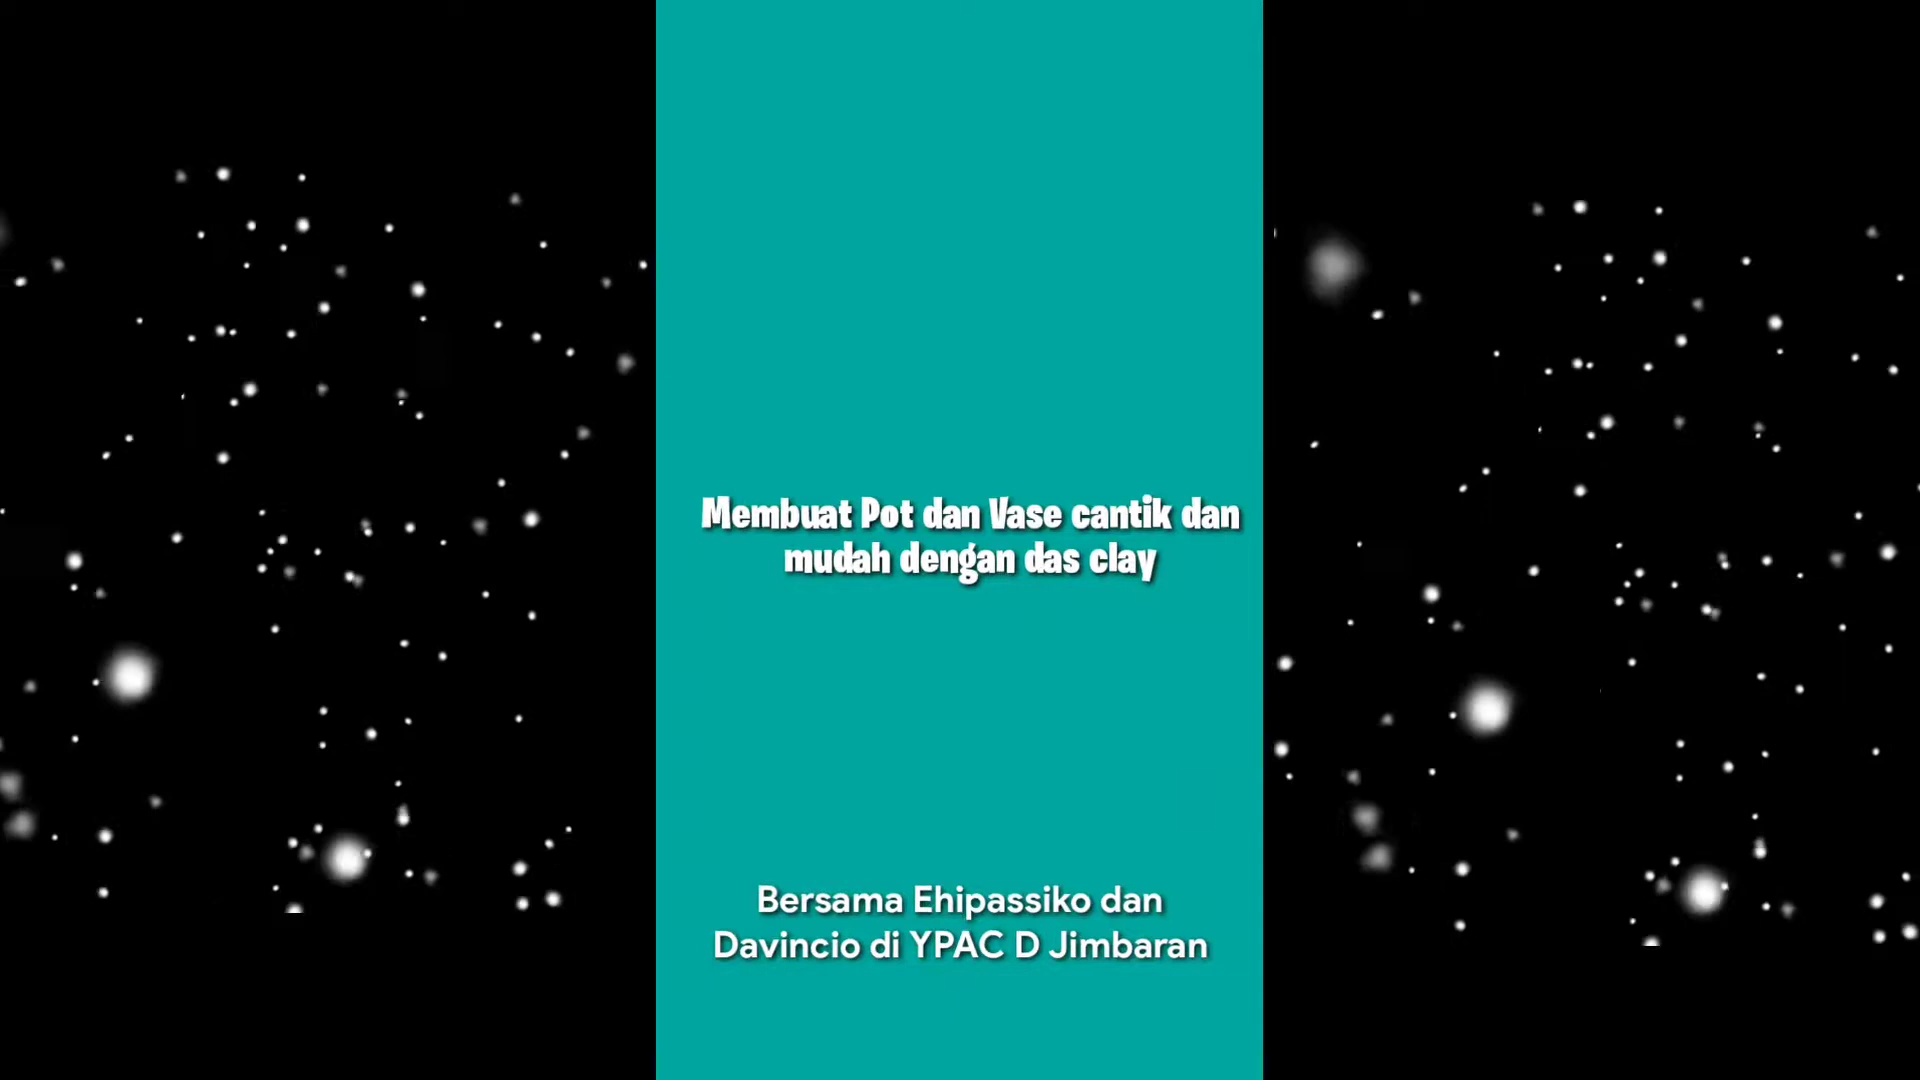 Membuat Pot dan Vase cantik dan
mudah dengan das clay
Bersama Ehipassiko dan
Davincio di YPAC D Jimbaran